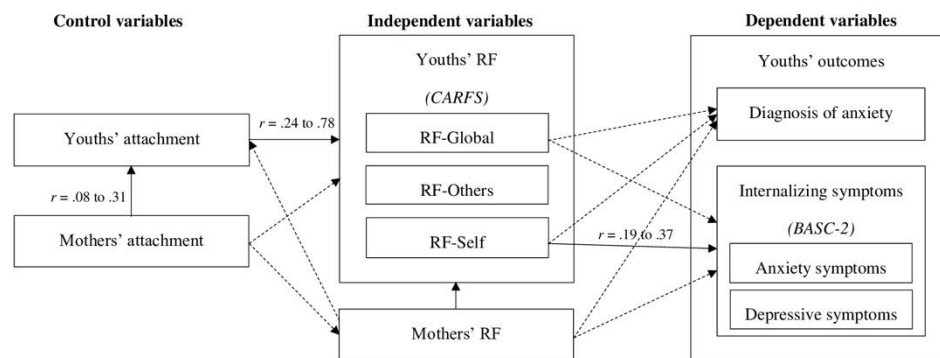 Control variables
Independent variables
Dependent variables
Youths' RF
(CARFS)
Youths' outcomes
Youths' attachment
r = .24 to .78
RF-Global
Diagnosis of anxiety
r = .08 to .31
RF-Others
Internalizing symptoms
(BASC-2)
Mothers' attachment
RF-Self
r = .19 to .37
Anxiety symptoms
Depressive symptoms
Mothers' RF